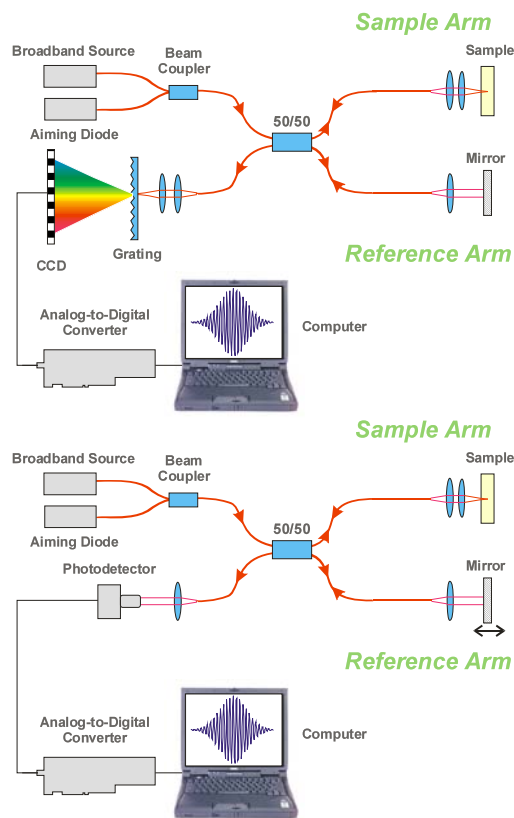 Sample Arm
Broadband Source
Beam
Coupler
Sample
50/50
Aiming Diode
Mirror
CCD
Grating
Reference Arm
Analog-to-Digital
Converter
Computer
Sample Arm
Broadband Source
Beam
Coupler
Sample
50/50
Aiming Diode
Photodetector
Mirror
Reference Arm
Analog-to-Digital
Converter
Computer